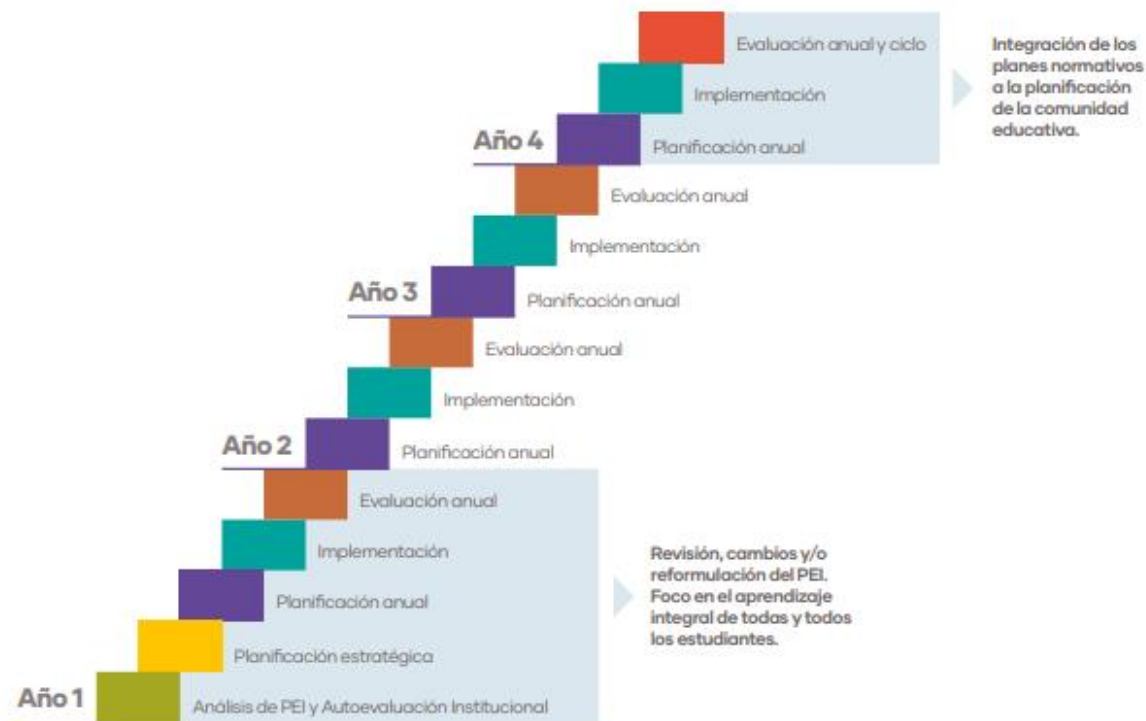 Evaluación anual y ciclo
Implementación
Año 4
Planificación anual
Integración de los
planes normativos
a la planificación
de la comunidad
educativa.
Evaluación anual
Implementación
Año 3
Planificación anual
Evaluación anual
Implementación
Año 2
Planificación anual
Evaluación anual
Implementación
Planificación anual
Planificación estratégica
Año 1
Análisis de PEI y Autoevaluación Institucional
Revisión, cambios y/o
reformulación del PEI.
Foco en el aprendizaje
integral de todas y todos
los estudiantes.